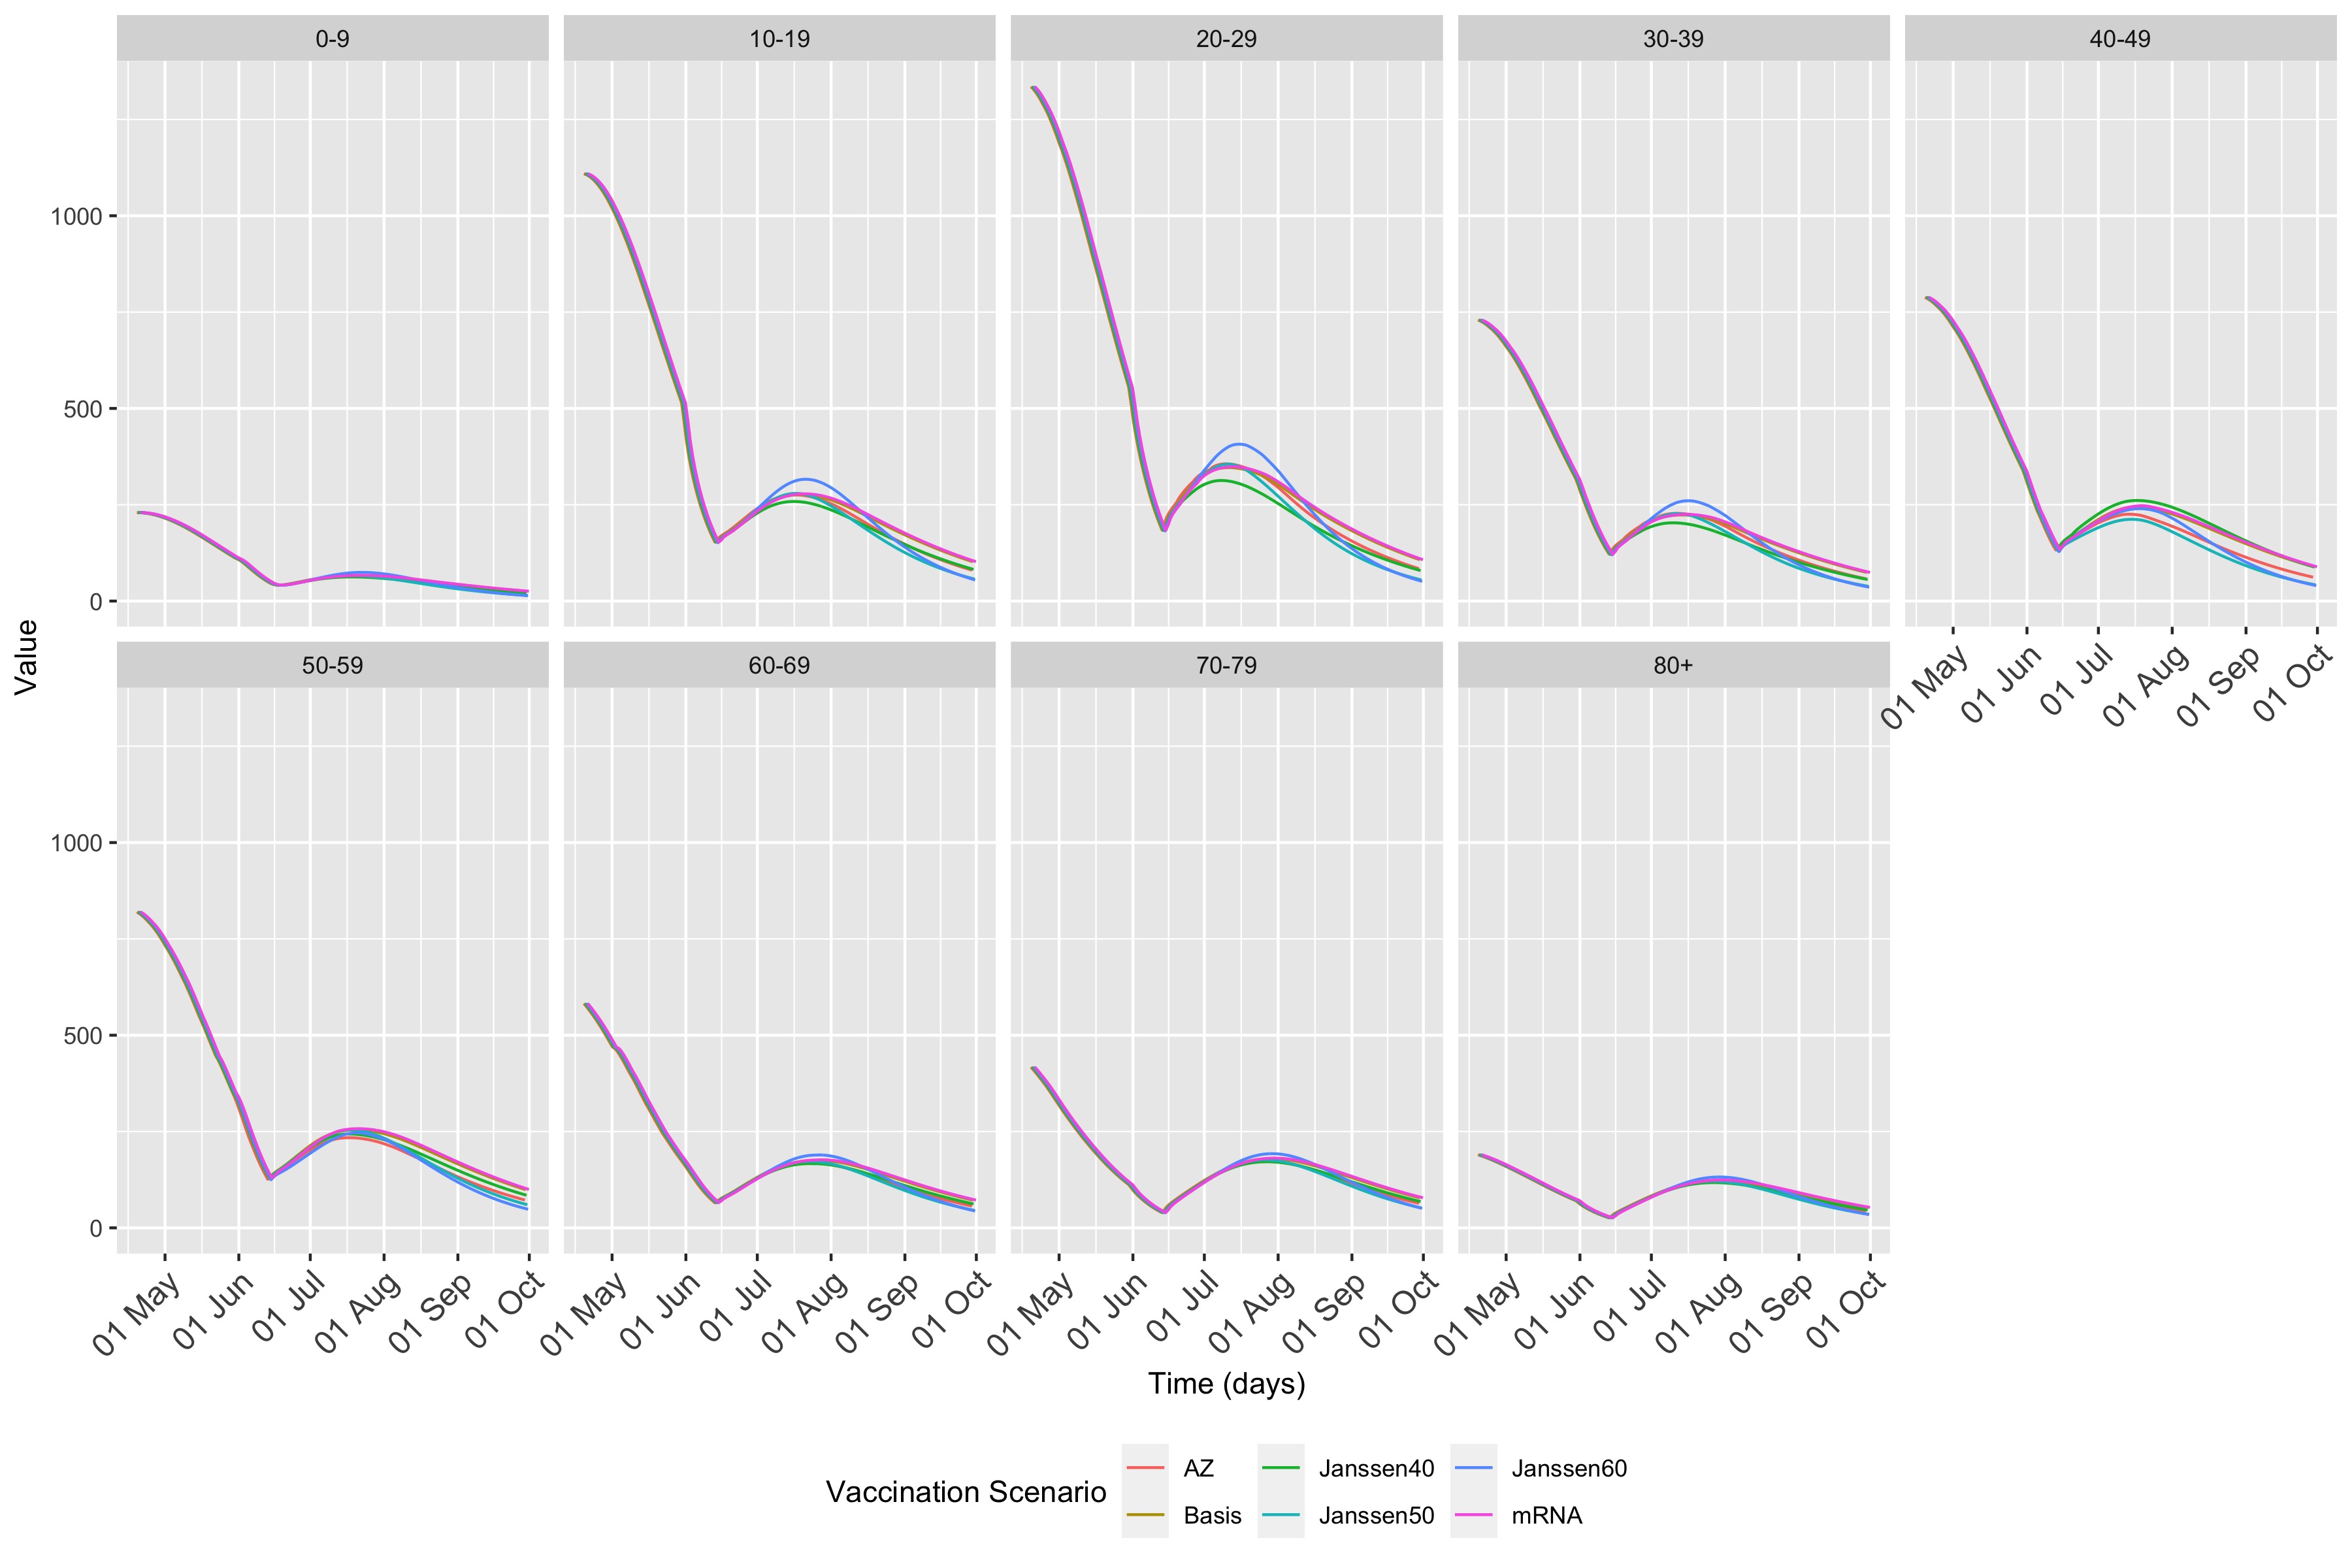 0-9 10-19 20-29 30-39 40-49
1000
500
0
01 May 01 Jun 01 Jul 01 Aug 01 Sep 01 Oct
Value
50-59 60-69 70-79 80+
1000
500
0
01 May 01 Jun 01 Jul 01 Aug 01 Sep 01 Oct 01 May 01 Jun 01 Jul 01 Aug 01 Sep 01 Oct 01 May 01 Jun 01 Jul 01 Aug 01 Sep 01 Oct 01 May 01 Jun 01 Jul 01 Aug 01 Sep 01 Oct
Time (days)
Vaccination Scenario
AZ Janssen40 Janssen60
Basis Janssen50 mRNA